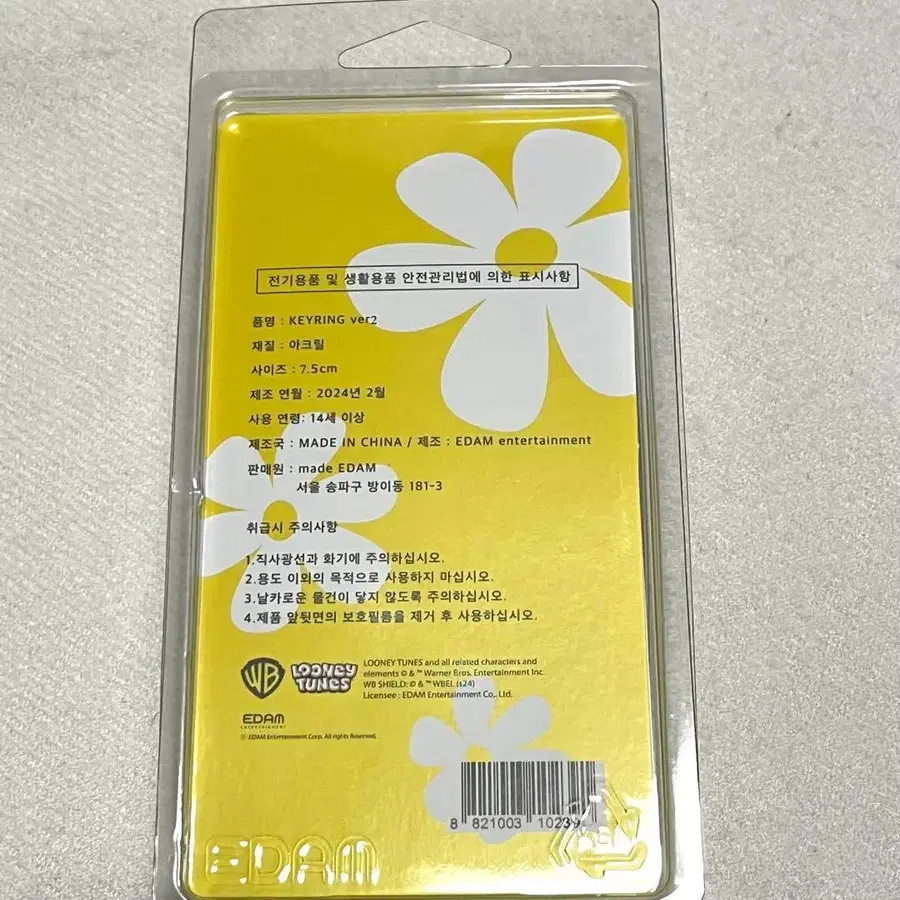 전기용품 및 생활용품 안전관리법에 의한 표시사항
품명 : KEYRING ver2
재질 : 아크릴
사이즈 : 7.5cm
제조 연월 : 2024년 2월
사용 연령: 14세 이상
제조국 : MADE IN CHINA / 제조 : EDAM entertainment
판매원 : made EDAM
서울 송파구 방이동 181-3
취급시 주의사항
1.직사광선과 화기에 주의하십시오.
2.용도 이외의 목적으로 사용하지 마십시오.
3.날카로운 물건이 닿지 않도록 주의하십시오.
4.제품 앞뒷면의 보호필름을 제거 후 사용하십시오.
WB
LOONEY TUNES
LOONEY TUNES and all related characters and
elements © & ™ Warner Bros. Entertainment Inc.
WB SHIELD: © & ™ WBEI. (s24)
Licensee : EDAM Entertainment Co,. Ltd.
EDAM
ENTERTAINMENT
EDAM Entertainment Corp. All rights Reserved.
8 821003 10239
EDAM